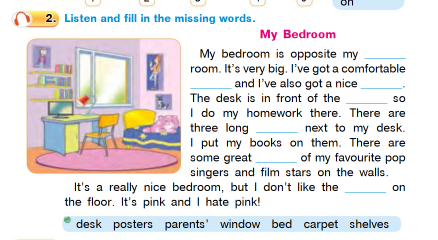 on
2. Listen and fill in the missing words.
My Bedroom
My bedroom is opposite my ______
room. It's very big. I've got a comfortable
______ and I've also got a nice ______.
The desk is in front of the ______ so
I do my homework there. There are
three long ______ next to my desk.
I put my books on them. There are
some great ______ of my favourite pop
singers and film stars on the walls.
It's a really nice bedroom, but I don't like the ______ on
the floor. It's pink and I hate pink!
desk posters parents' window bed carpet shelves